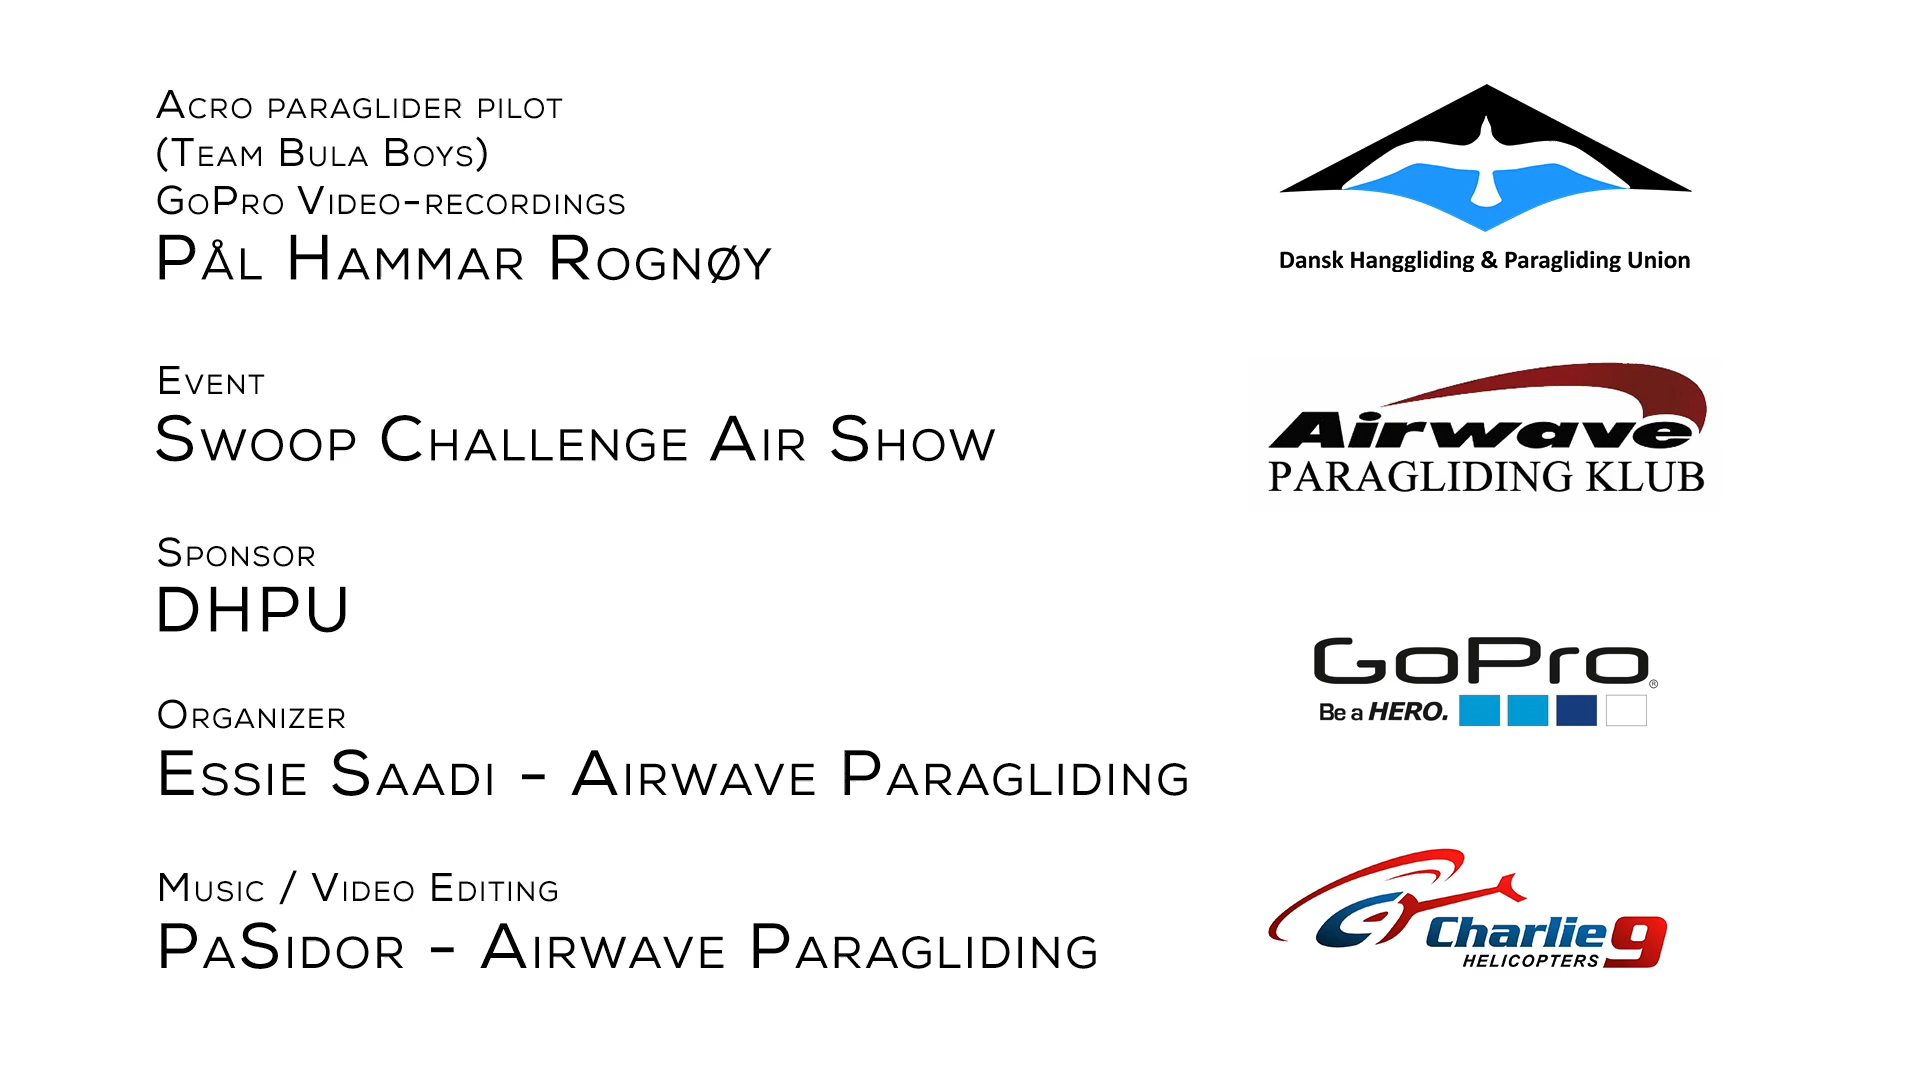 Acro paraglider pilot
(Team Bula Boys)
GoPro Video-recordings
Pål Hammar Rognøy
Event
Swoop Challenge Air Show
Sponsor
DHPU
Organizer
Essie Saadi - Airwave Paragliding
Music / Video Editing
PaSidor - Airwave Paragliding
Dansk Hanggliding & Paragliding Union
Airwave
PARAGLIDING KLUB
GoPro®
Be a HERO.
Charlie 9
HELICOPTERS